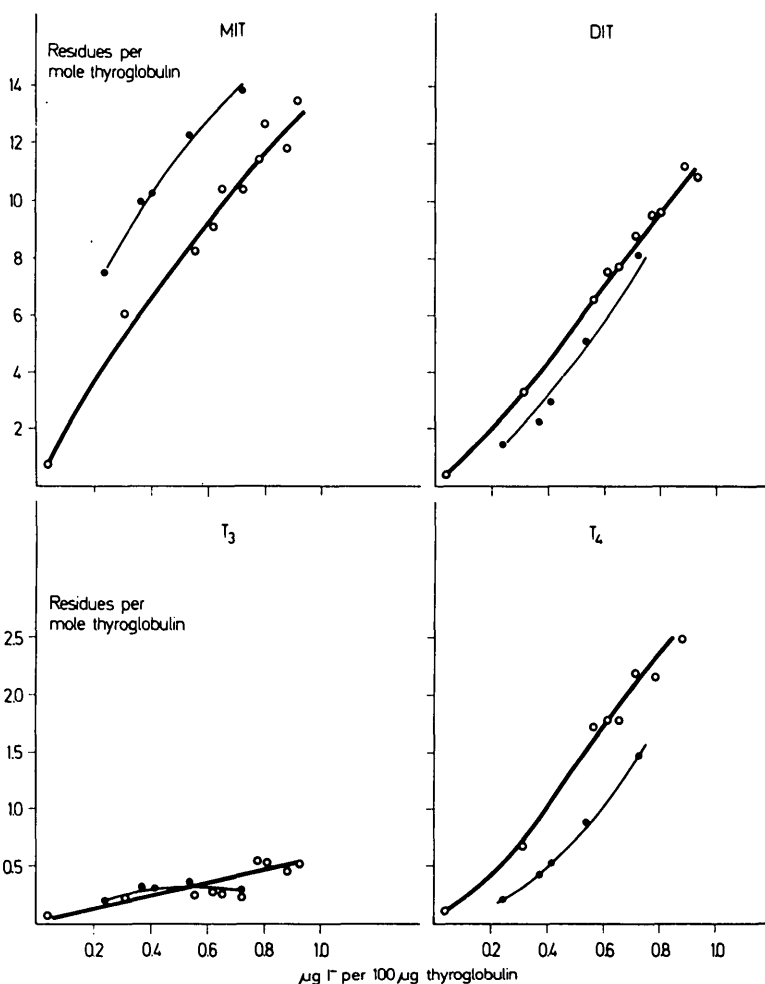 MIT
Residues per
mole thyroglobulin
14
12
10
8
6
4
2
DIT
T3
Residues per
mole thyroglobulin
2.5
2.0
1.5
1.0
0.5
0.2 0.4 0.6 0.8 1.0
T4
0.2 0.4 0.6 0.8 1.0
µg I⁻ per 100 µg thyroglobulin